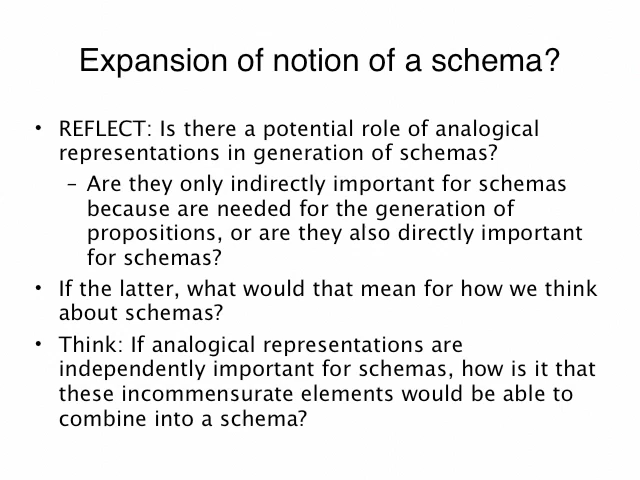 Expansion of notion of a schema?
• REFLECT: Is there a potential role of analogical
representations in generation of schemas?
– Are they only indirectly important for schemas
because are needed for the generation of
propositions, or are they also directly important
for schemas?
• If the latter, what would that mean for how we think
about schemas?
• Think: If analogical representations are
independently important for schemas, how is it that
these incommensurate elements would be able to
combine into a schema?